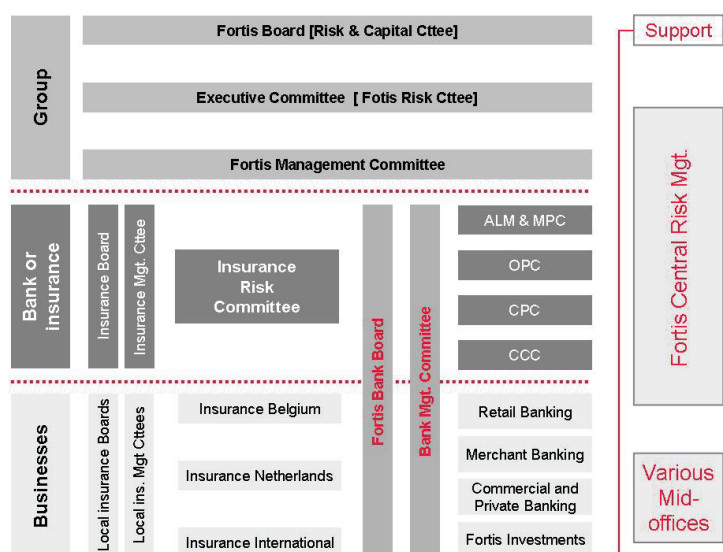 Fortis Board [Risk & Capital Cttee]
Support
Group
Executive Committee [ Fotis Risk Cttee]
Fortis Management Committee
Fortis Central Risk Mgt.
Bank or
insurance
Insurance Board
Insurance Mgt. Cttee
Insurance
Risk
Committee
Fortis Bank Board
Bank Mgt. Committee
ALM & MPC
OPC
CPC
CCC
Businesses
Local insurance Boards
Local ins. Mgt Cttees
Insurance Belgium
Insurance Netherlands
Insurance International
Retail Banking
Merchant Banking
Commercial and
Private Banking
Fortis Investments
Various
Mid-
offices